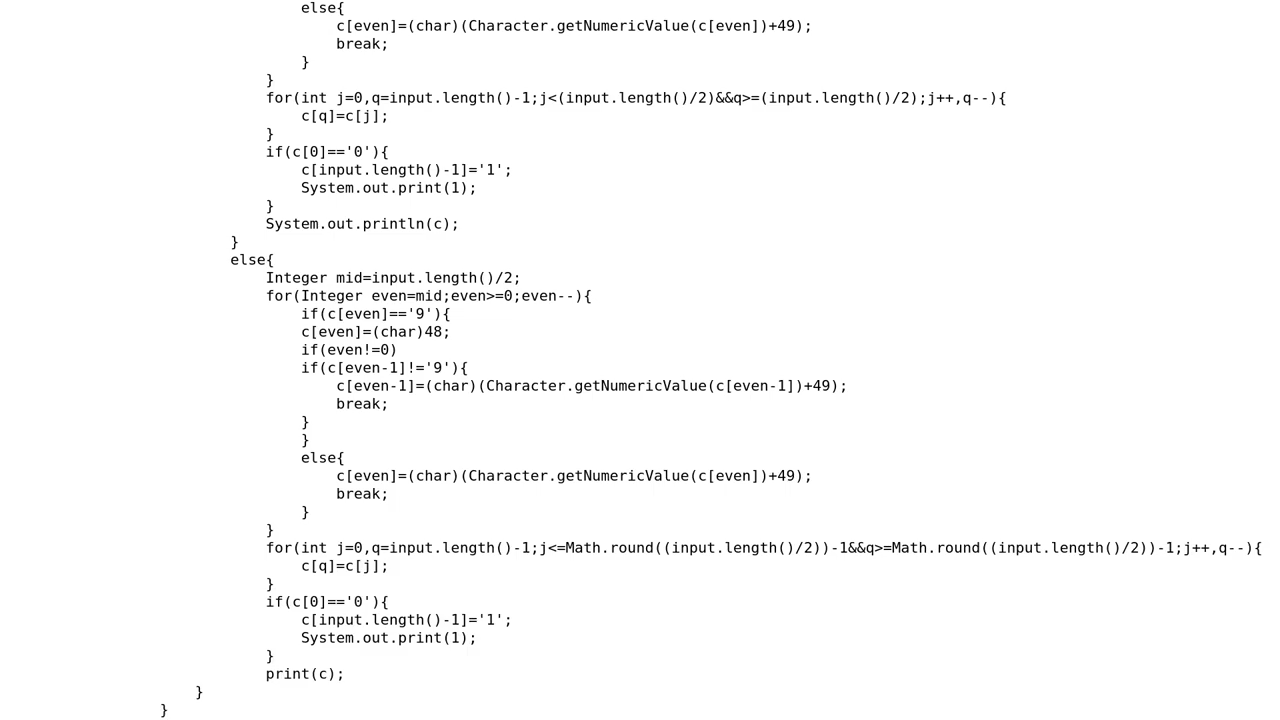 else{
c[even]=(char)(Character.getNumericValue(c[even])+49);
break;
}
}
for(int j=0,q=input.length()-1;j<(input.length()/2)&&q>=(input.length()/2);j++,q--){
c[q]=c[j];
}
if(c[0]=='0'){
c[input.length()-1]='1';
System.out.print(1);
}
System.out.println(c);
}
else{
Integer mid=input.length()/2;
for(Integer even=mid;even>=0;even--){
if(c[even]=='9'){
c[even]=(char)48;
if(even!=0)
if(c[even-1]!='9'){
c[even-1]=(char)(Character.getNumericValue(c[even-1])+49);
break;
}
}
else{
c[even]=(char)(Character.getNumericValue(c[even])+49);
break;
}
}
for(int j=0,q=input.length()-1;j<=Math.round((input.length()/2))-1&&q>=Math.round((input.length()/2))-1;j++,q--){
c[q]=c[j];
}
if(c[0]=='0'){
c[input.length()-1]='1';
System.out.print(1);
}
print(c);
}
}